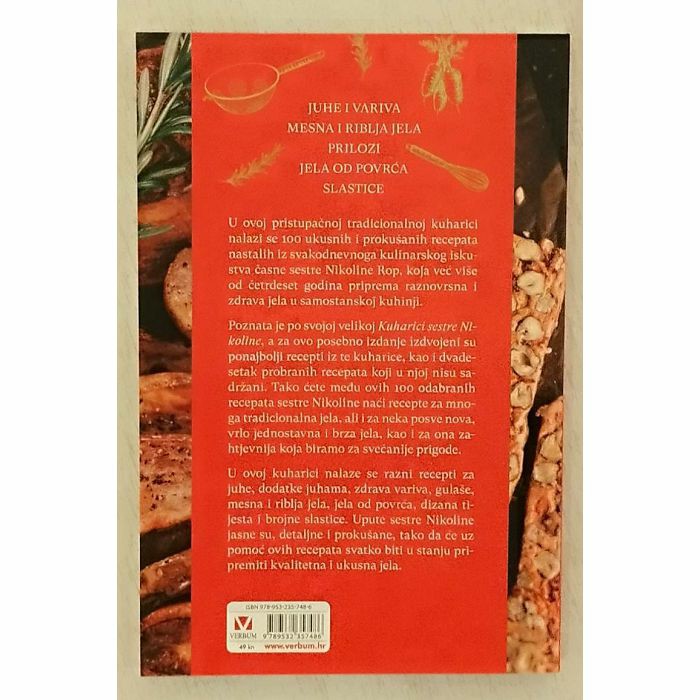 JUHE I VARIVA
MESNA I RIBLJA JELA
PRILOZI
JELA OD POVRĆA
SLASTICE
U ovoj pristupačnoj tradicionalnoj kuharici
nalazi se 100 ukusnih i prokušanih recepata
nastalih iz svakodnevnoga kulinarskog isku-
stva časne sestre Nikoline Rop, koja već više
od četrdeset godina priprema raznovrsna i
zdrava jela u samostanskoj kuhinji.
Poznata je po svojoj velikoj Kuharici sestre Ni-
koline, a za ovo posebno izdanje izdvojeni su
ponajbolji recepti iz te kuharice, kao i dvade-
setak probranih recepata koji u njoj nisu sa-
držani. Tako ćete među ovih 100 odabranih
recepata sestre Nikoline naći recepte za mno-
ga tradicionalna jela, ali i za neka posve nova,
vrlo jednostavna i brza jela, kao i za ona za-
htjevnija koja biramo za svečanije prigode.
U ovoj kuharici nalaze se razni recepti za
juhe, dodatke juhama, zdrava variva, gulaše,
mesna i riblja jela, jela od povrća, dizana ti-
jesta i brojne slastice. Upute sestre Nikoline
jasne su, detaljne i prokušane, tako da će uz
pomoć ovih recepata svatko biti u stanju pri-
premiti kvalitetna i ukusna jela.
ISBN 978-953-235-748-6
VERBUM
9 789532 357486
49 kn www.verbum.hr